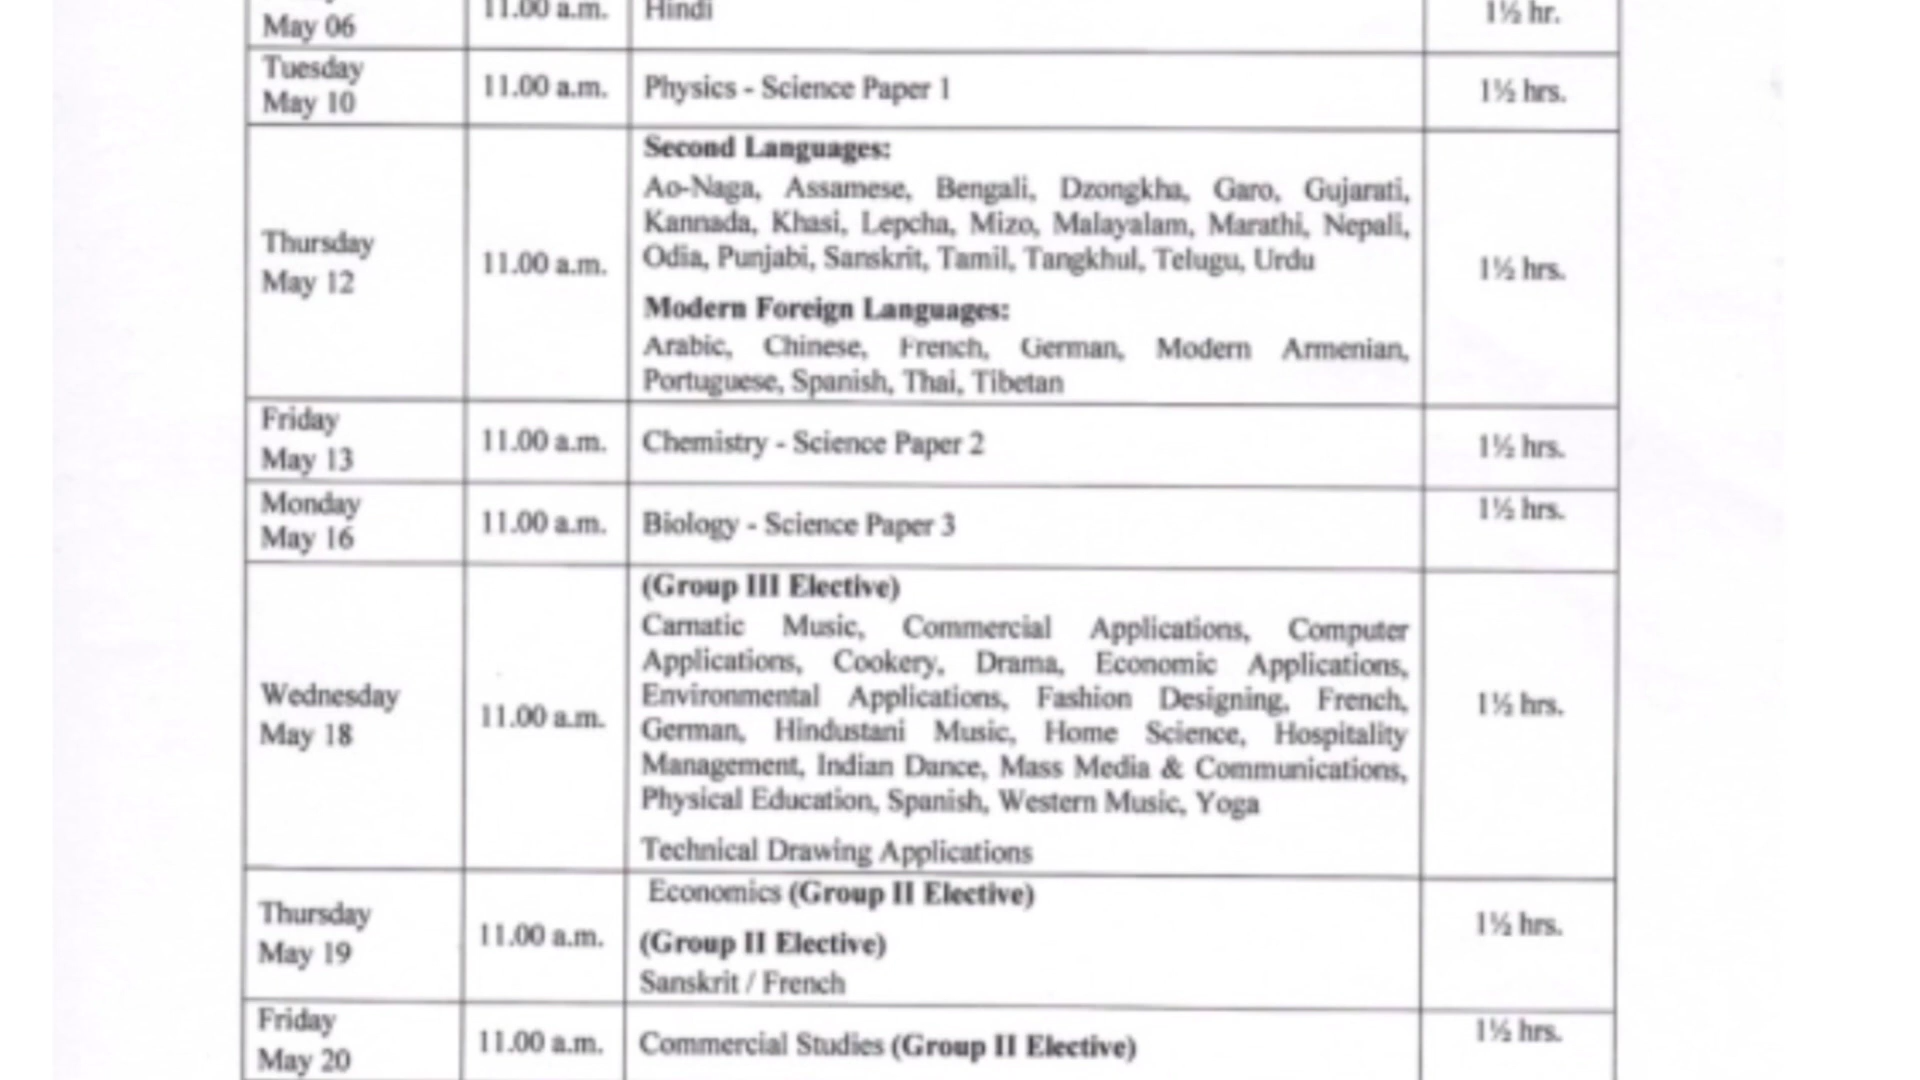 May 06
11.00 a.m.
Hindi
1½ hr.
Tuesday
May 10
11.00 a.m.
Physics - Science Paper 1
1½ hrs.
Thursday
May 12
11.00 a.m.
Second Languages:
Ao-Naga, Assamese, Bengali, Dzongkha, Garo, Gujarati,
Kannada, Khasi, Lepcha, Mizo, Malayalam, Marathi, Nepali,
Odia, Punjabi, Sanskrit, Tamil, Tangkhul, Telugu, Urdu
Modern Foreign Languages:
Arabic, Chinese, French, German, Modern Armenian,
Portuguese, Spanish, Thai, Tibetan
1½ hrs.
Friday
May 13
11.00 a.m.
Chemistry - Science Paper 2
1½ hrs.
Monday
May 16
11.00 a.m.
Biology - Science Paper 3
1½ hrs.
Wednesday
May 18
11.00 a.m.
(Group III Elective)
Carnatic Music, Commercial Applications, Computer
Applications, Cookery, Drama, Economic Applications,
Environmental Applications, Fashion Designing, French,
German, Hindustani Music, Home Science, Hospitality
Management, Indian Dance, Mass Media & Communications,
Physical Education, Spanish, Western Music, Yoga
Technical Drawing Applications
1½ hrs.
Thursday
May 19
11.00 a.m.
Economics (Group II Elective)
(Group II Elective)
Sanskrit / French
1½ hrs.
Friday
May 20
11.00 a.m.
Commercial Studies (Group II Elective)
1½ hrs.